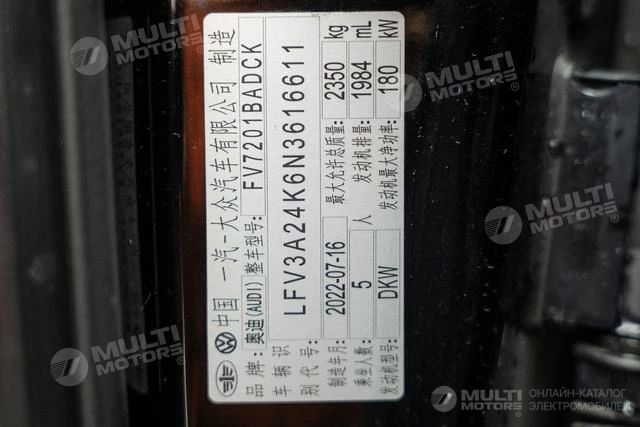 中国 一汽-大众汽车有限公司 制造
品牌: 奥迪(AUDI) 整车型号: FV7201BADCK
车辆识别代号: LFV3A24K6N3616611
制造年月: 2022-07-16 最大允许总质量: 2350 kg
乘坐人数: 5 人 发动机排量: 1984 mL
发动机型号: DKW 发动机最大净功率: 180 kW
MULTI MOTORS
MULTI MOTORS
MULTI MOTORS
MULTI MOTORS
MULTI MOTORS
MULTI MOTORS
ОНЛАЙН-КАТАЛОГ
ЭЛЕКТРОМОБИЛЕЙ